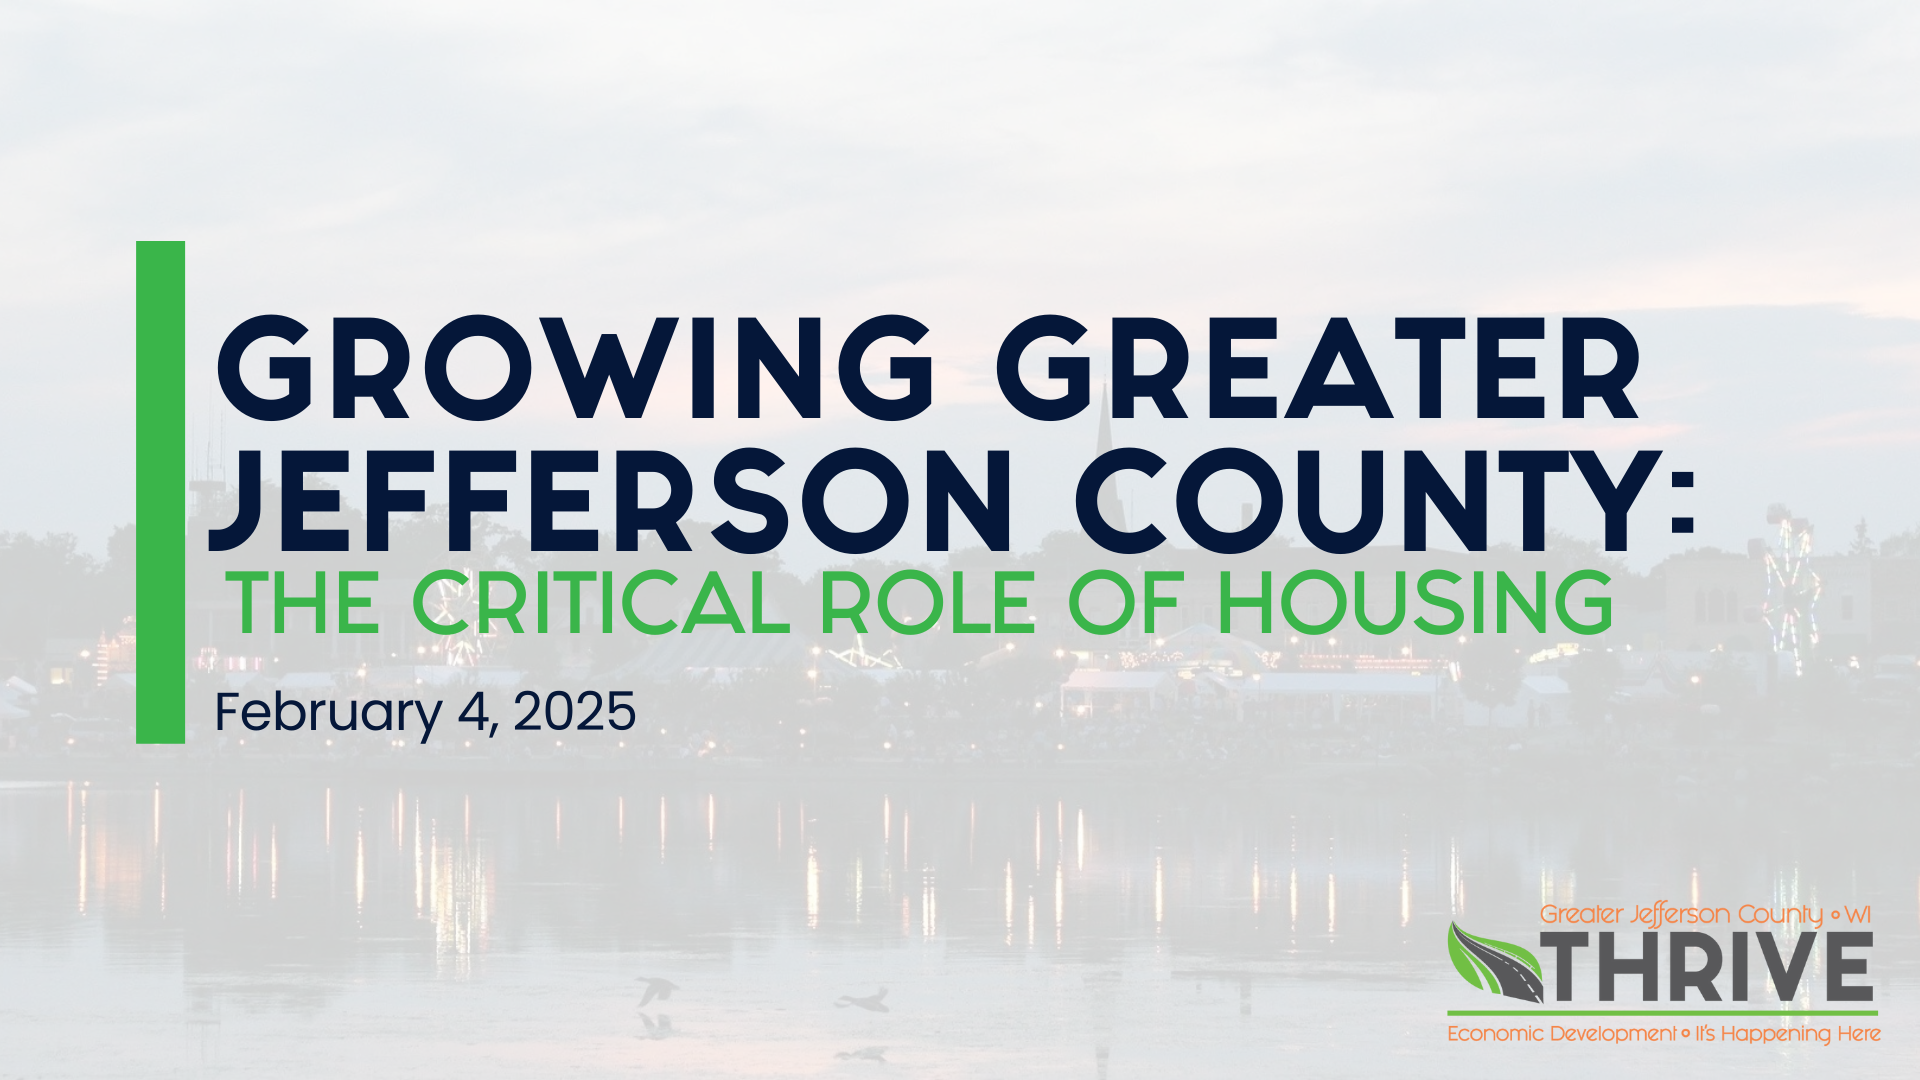 GROWING GREATER
JEFFERSON COUNTY:
THE CRITICAL ROLE OF HOUSING
February 4, 2025
Greater Jefferson County • WI
THRIVE
Economic Development • It's Happening Here